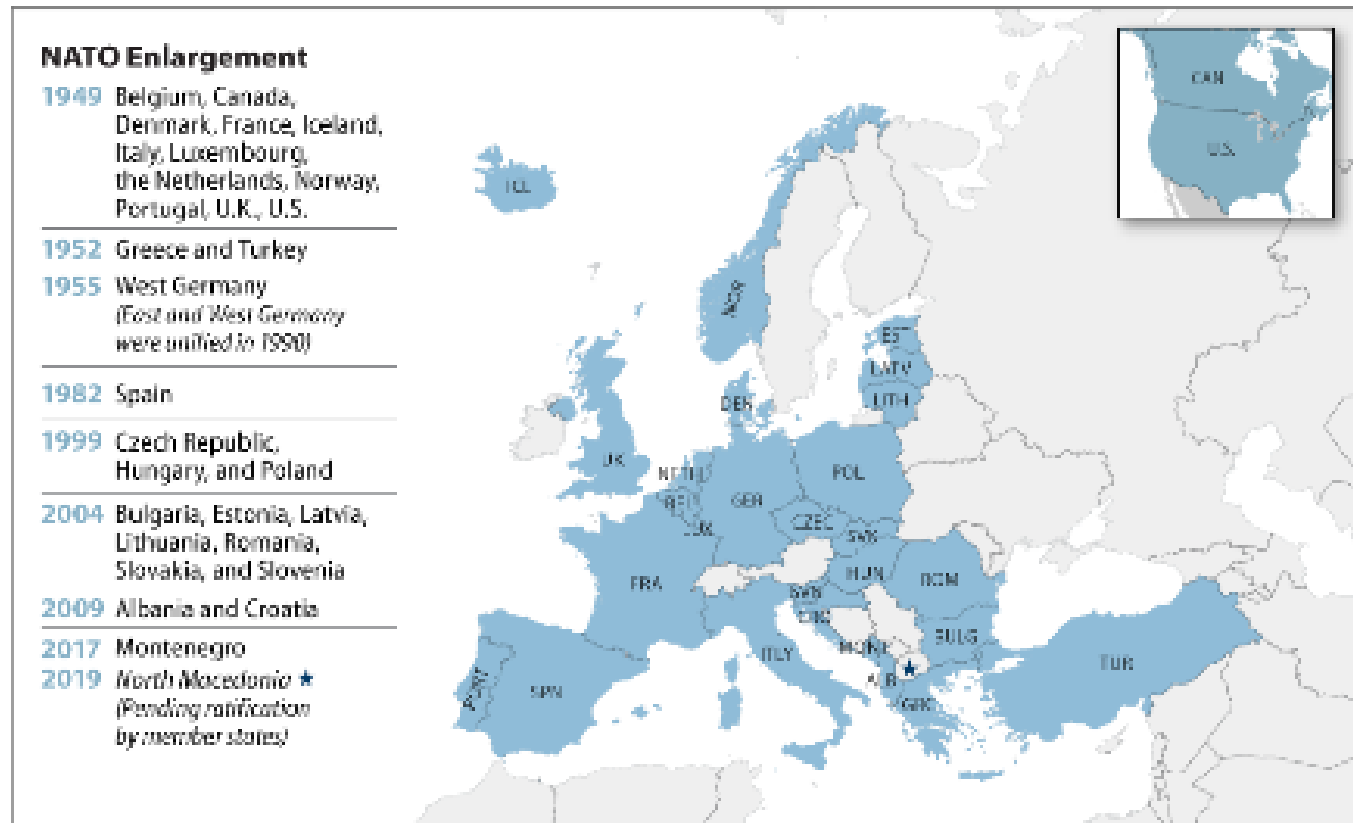 NATO Enlargement
1949 Belgium, Canada,
Denmark, France, Iceland,
Italy, Luxembourg,
the Netherlands, Norway,
Portugal, U.K., U.S.
1952 Greece and Turkey
1955 West Germany
(East and West Germany
were unified in 1990)
1982 Spain
1999 Czech Republic,
Hungary, and Poland
2004 Bulgaria, Estonia, Latvia,
Lithuania, Romania,
Slovakia, and Slovenia
2009 Albania and Croatia
2017 Montenegro
2019 North Macedonia ★
(Pending ratification
by member states)
CAN
U.S.
ICL
NOR
EST
LATV
LITH
DEN
UK
NETH
BEL
LUX
GER
POL
CZEC
SVK
FRA
HUN
ROM
SVN
CRO
MONT
BULG
ITLY
ALB
GRC
TUR
PORT
SPN